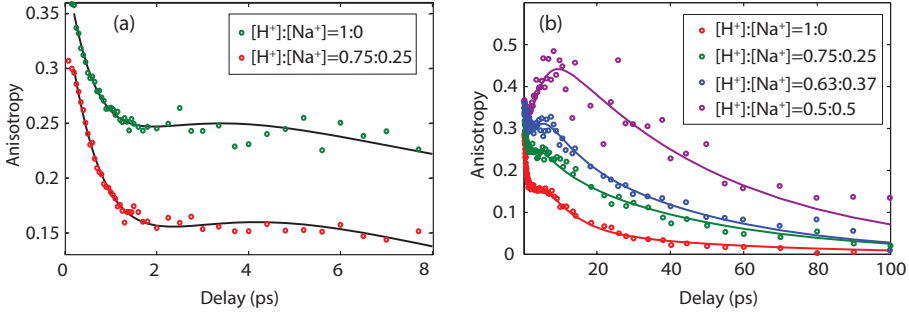 (a)
[H+]:[Na+]=1:0
[H+]:[Na+]=0.75:0.25
0.35
0.3
0.25
0.2
0.15
Anisotropy
0
2
4
6
8
Delay (ps)
(b)
[H+]:[Na+]=1:0
[H+]:[Na+]=0.75:0.25
[H+]:[Na+]=0.63:0.37
[H+]:[Na+]=0.5:0.5
0.5
0.4
0.3
0.2
0.1
0
Anisotropy
20
40
60
80
100
Delay (ps)